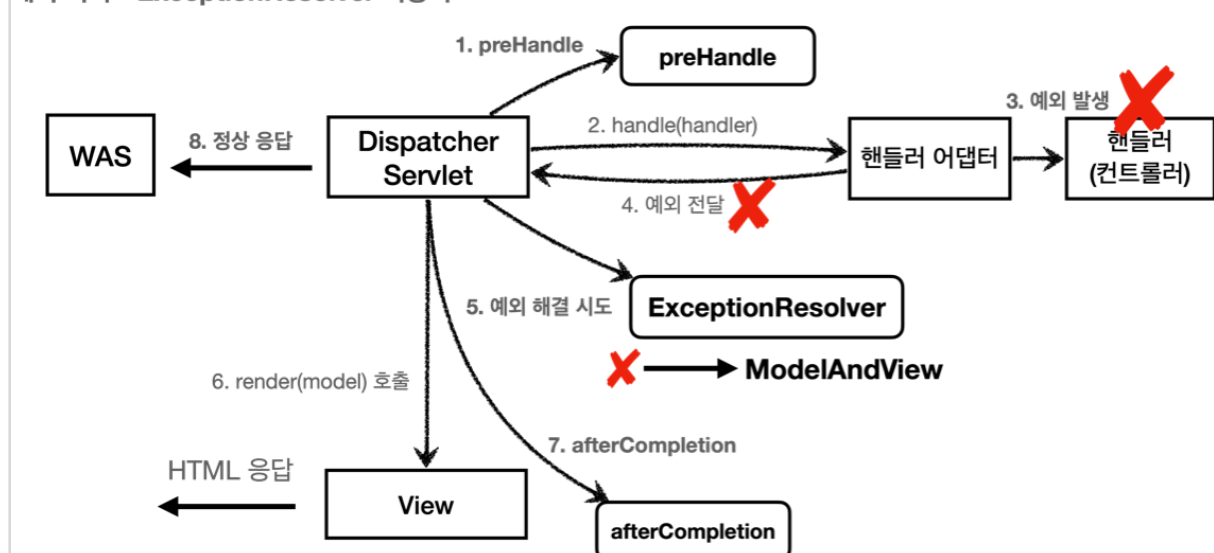 ExceptionResolver
1. preHandle
preHandle
3. 예외 발생
WAS
8. 정상 응답
Dispatcher
Servlet
2. handle(handler)
핸들러 어댑터
핸들러
(컨트롤러)
4. 예외 전달
5. 예외 해결 시도
ExceptionResolver
ModelAndView
6. render(model) 호출
7. afterCompletion
HTML 응답
View
afterCompletion